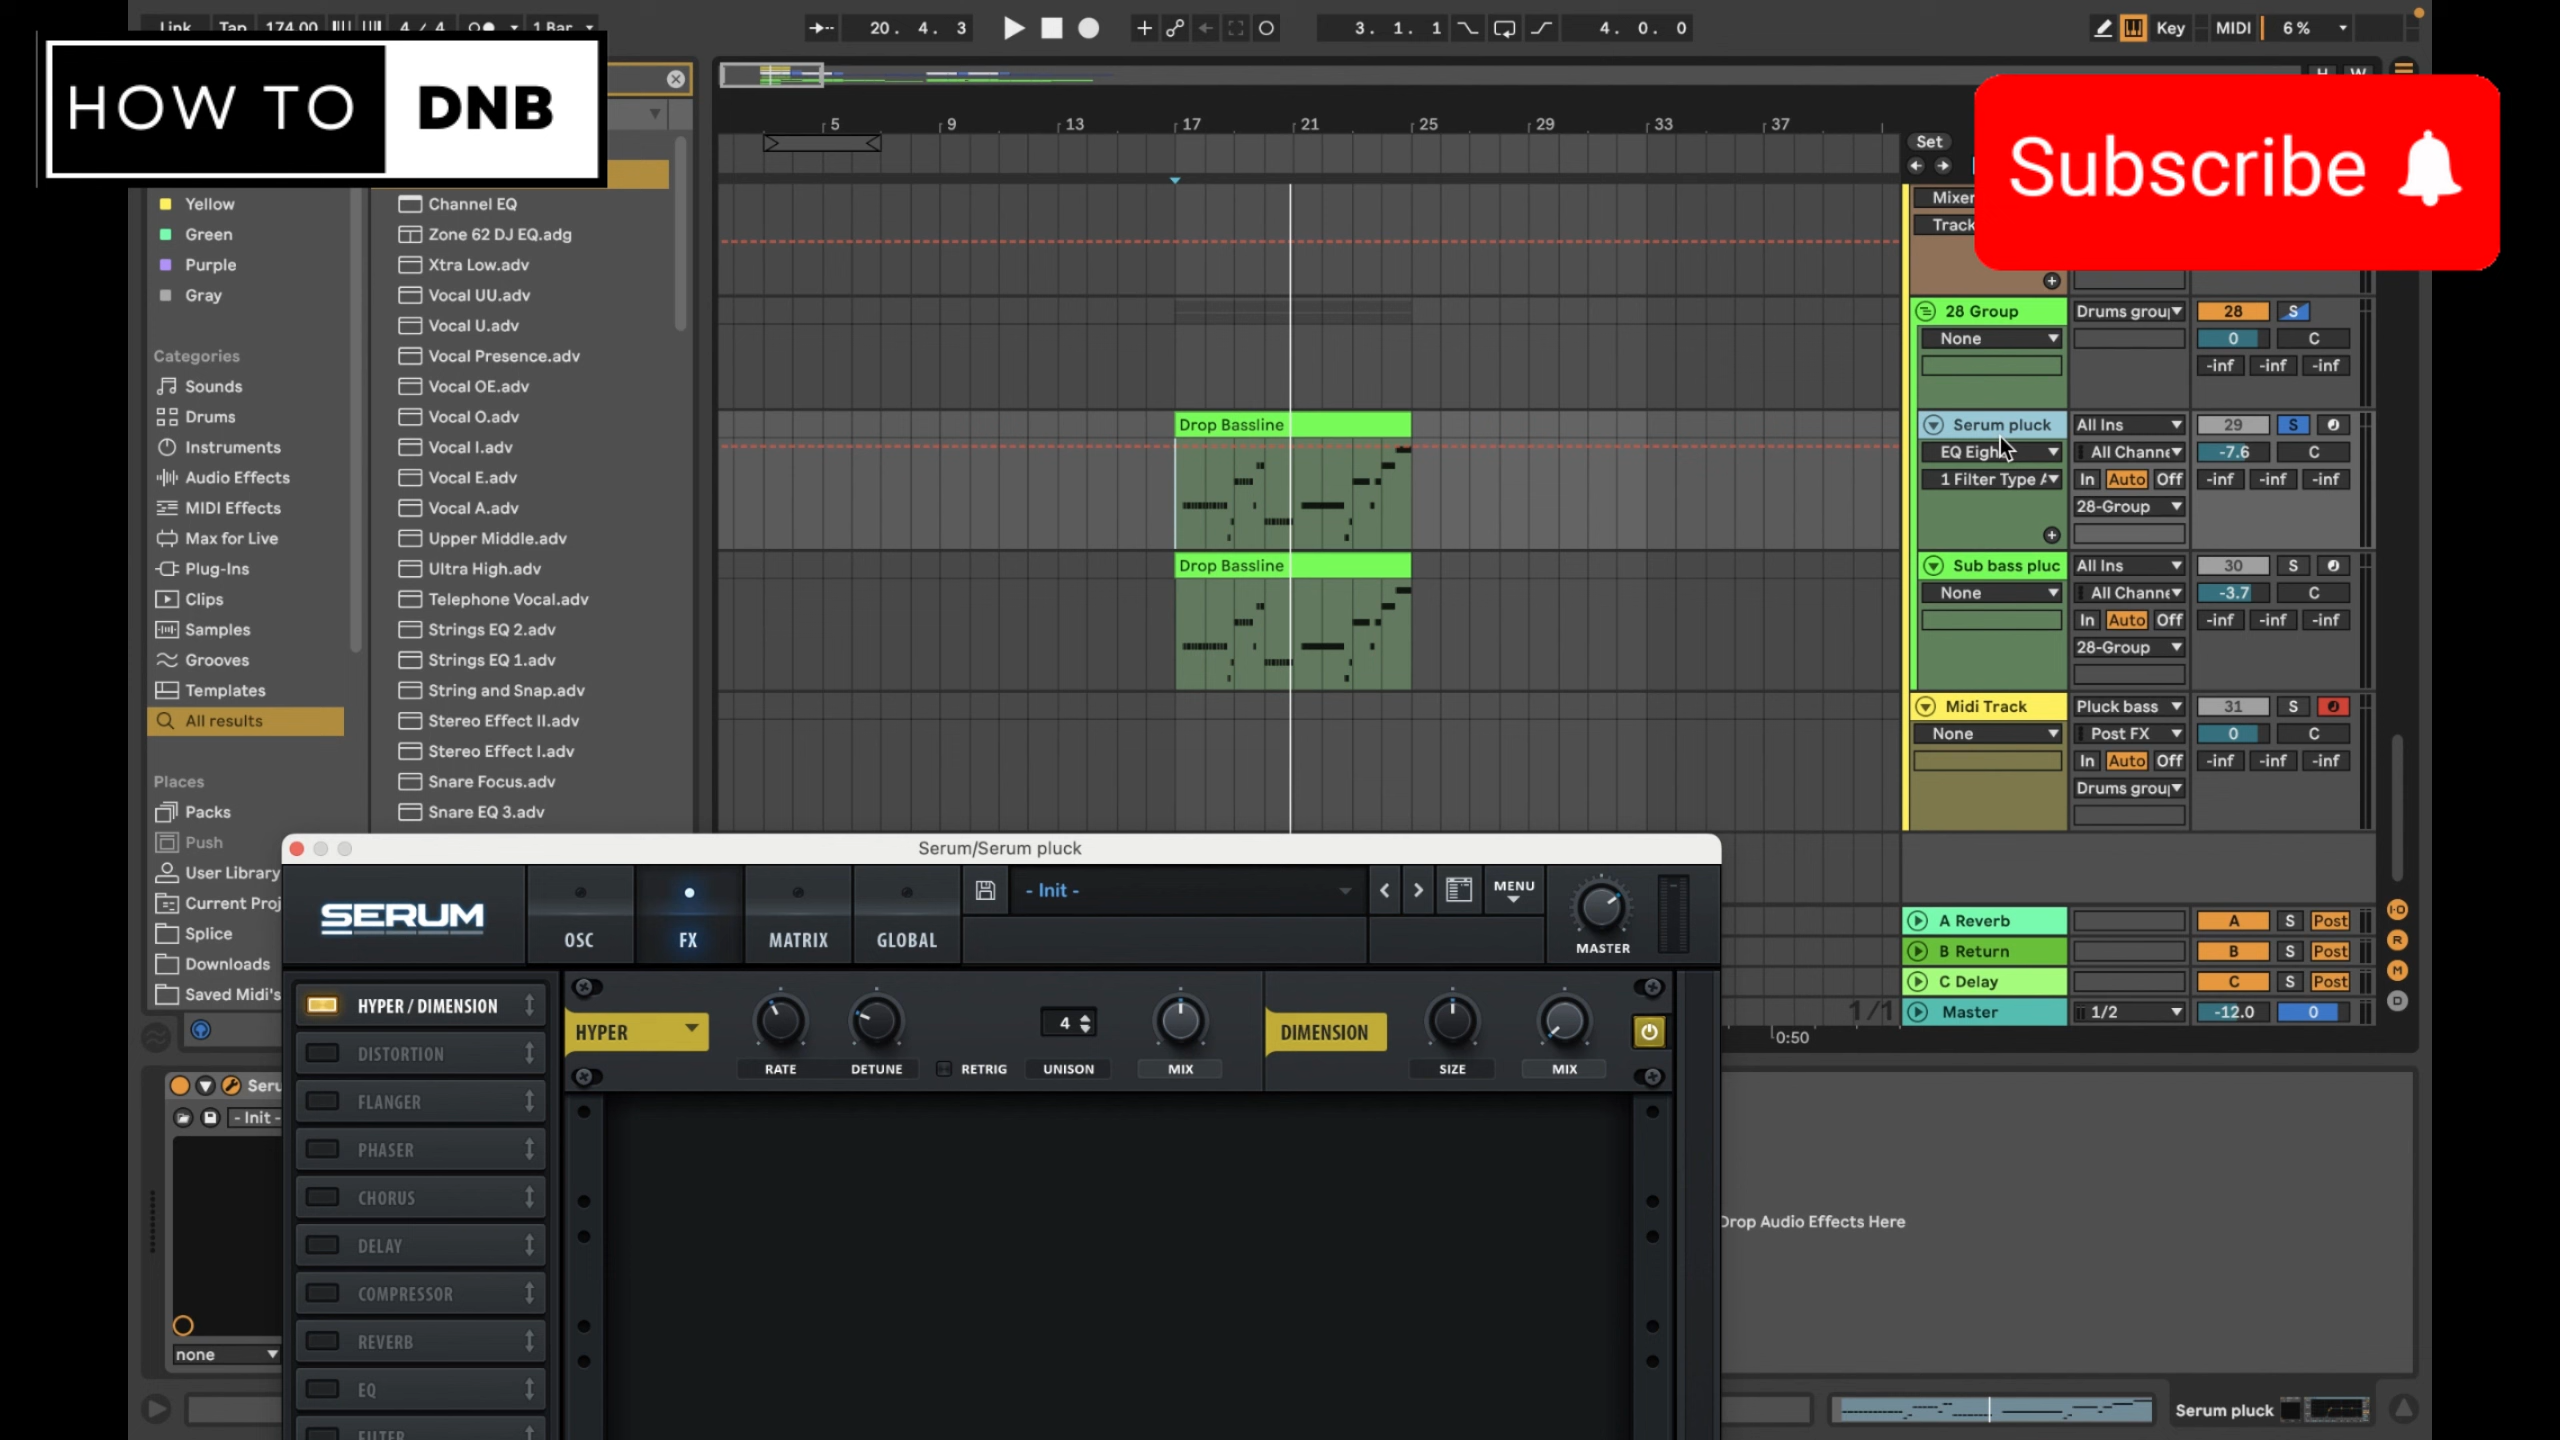 Link Tap 174.00 4 / 4 1 Bar 20. 4. 3 3. 1. 1 4. 0. 0 Key MIDI 6 %
HOW TO DNB
Subscribe
H W
5 9 13 17 21 25 29 33 37
Set
Yellow
Green
Purple
Gray
Categories
Sounds
Drums
Instruments
Audio Effects
MIDI Effects
Max for Live
Plug-Ins
Clips
Samples
Grooves
Templates
All results
Places
Packs
Push
User Library
Current Proj
Splice
Downloads
Saved Midi's
Channel EQ
Zone 62 DJ EQ.adg
Xtra Low.adv
Vocal UU.adv
Vocal U.adv
Vocal Presence.adv
Vocal OE.adv
Vocal O.adv
Vocal I.adv
Vocal E.adv
Vocal A.adv
Upper Middle.adv
Ultra High.adv
Telephone Vocal.adv
Strings EQ 2.adv
Strings EQ 1.adv
String and Snap.adv
Stereo Effect II.adv
Stereo Effect I.adv
Snare Focus.adv
Snare EQ 3.adv
Drop Bassline
Drop Bassline
Mixer
Track
28 Group Drums group 28 S
None 0 C
-inf -inf -inf
Serum pluck All Ins 29 S
EQ Eigh All Channe -7.6 C
1 Filter Type A In Auto Off -inf -inf -inf
28-Group
Sub bass pluc All Ins 30 S
None All Channe -3.7 C
In Auto Off -inf -inf -inf
28-Group
Midi Track Pluck bass 31 S
None Post FX 0 C
In Auto Off -inf -inf -inf
Drums group
A Reverb A S Post
B Return B S Post
C Delay C S Post
1/1 Master 1/2 -12.0 0
0:50
I·O
R
M
D
Serum/Serum pluck
SERUM OSC FX MATRIX GLOBAL - Init - MENU MASTER
HYPER / DIMENSION
DISTORTION
FLANGER
PHASER
CHORUS
DELAY
COMPRESSOR
REVERB
EQ
FILTER
HYPER 4 DIMENSION
RATE DETUNE RETRIG UNISON MIX SIZE MIX
Seru
- Init -
none
Drop Audio Effects Here
Serum pluck